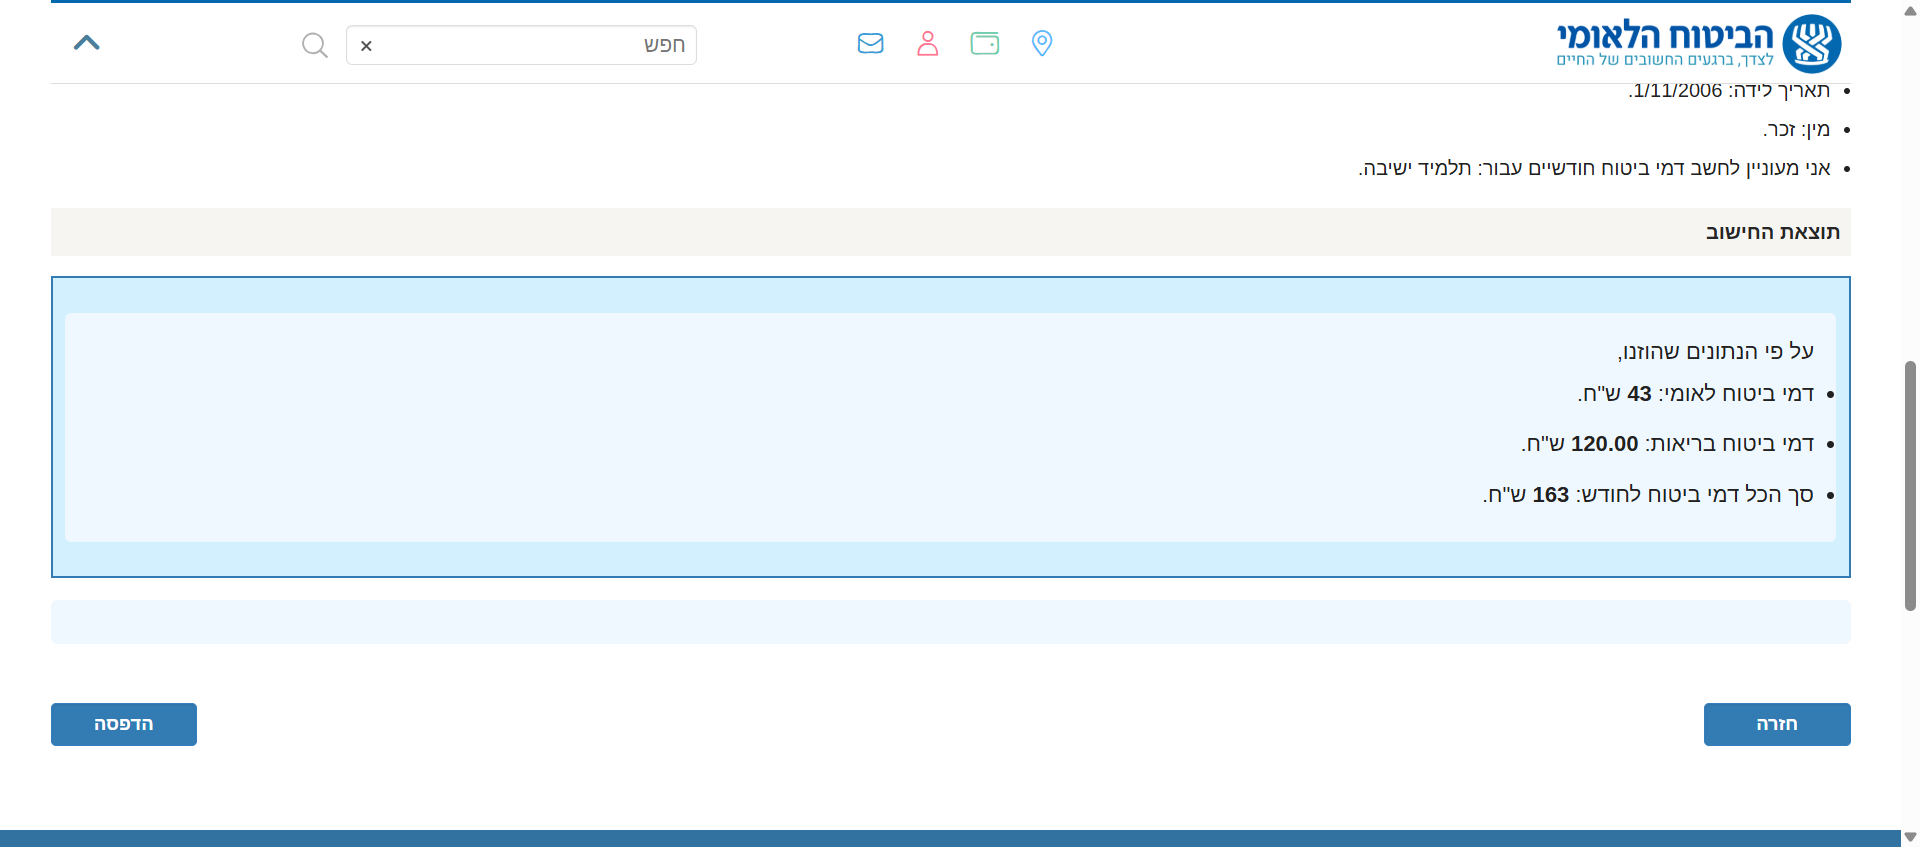 הביטוח הלאומי
לצדך, ברגעים החשובים של החיים
חפש
תאריך לידה: 1/11/2006.
מין: זכר.
אני מעוניין לחשב דמי ביטוח חודשיים עבור: תלמיד ישיבה.
תוצאת החישוב
על פי הנתונים שהוזנו,
דמי ביטוח לאומי: 43 ש"ח.
דמי ביטוח בריאות: 120.00 ש"ח.
סך הכל דמי ביטוח לחודש: 163 ש"ח.
חזרה
הדפסה